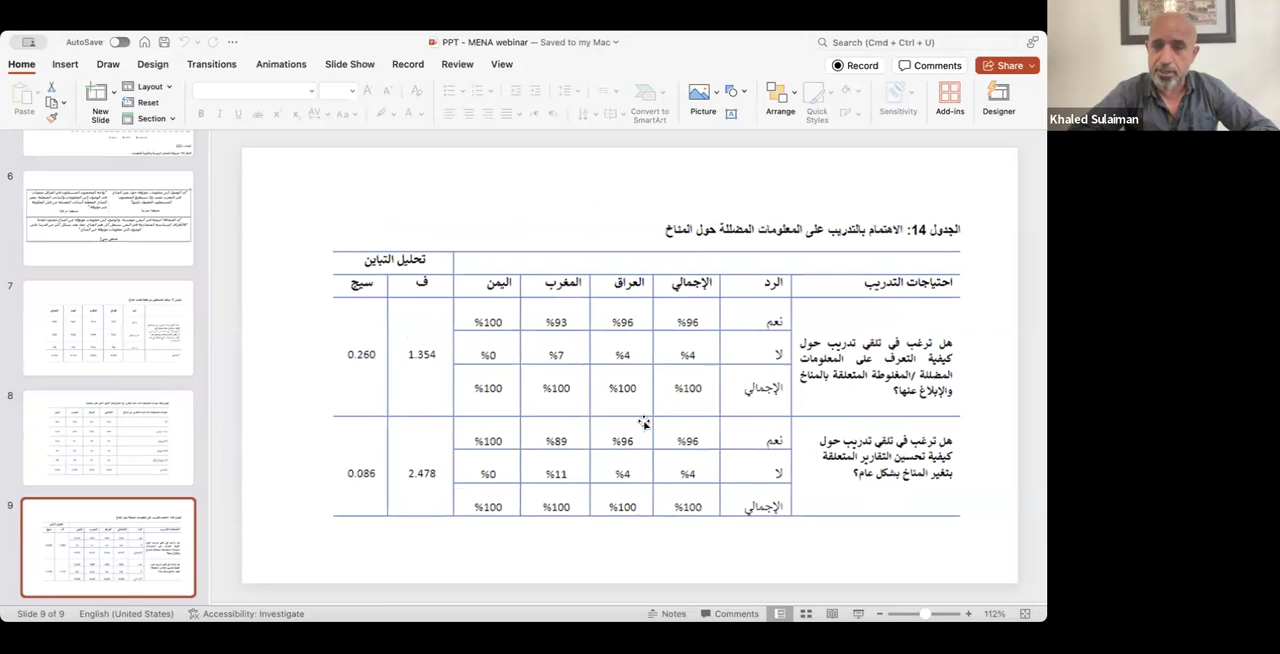 AutoSave
PPT - MENA webinar — Saved to my Mac
Search (Cmd + Ctrl + U)
Home Insert Draw Design Transitions Animations Slide Show Record Review View
Record Comments Share
Paste
New Slide
Layout
Reset
Section
Convert to SmartArt
Picture
Arrange
Quick Styles
Sensitivity
Add-ins
Designer
Khaled Sulaiman
6
7
8
9
الجدول 14: الاهتمام بالتدريب على المعلومات المضللة حول المناخ
تحليل التباين
احتياجات التدريب الرد الإجمالي العراق المغرب اليمن ف سيج
هل ترغب في تلقي تدريب حول
كيفية التعرف على المعلومات
المضللة /المغلوطة المتعلقة بالمناخ
والإبلاغ عنها؟
نعم %96 %96 %93 %100
لا %4 %4 %7 %0 1.354 0.260
الإجمالي %100 %100 %100 %100
هل ترغب في تلقي تدريب حول
كيفية تحسين التقارير المتعلقة
بتغير المناخ بشكل عام؟
نعم %96 %96 %89 %100
لا %4 %4 %11 %0 2.478 0.086
الإجمالي %100 %100 %100 %100
Slide 9 of 9 English (United States) Accessibility: Investigate
Notes Comments 112%